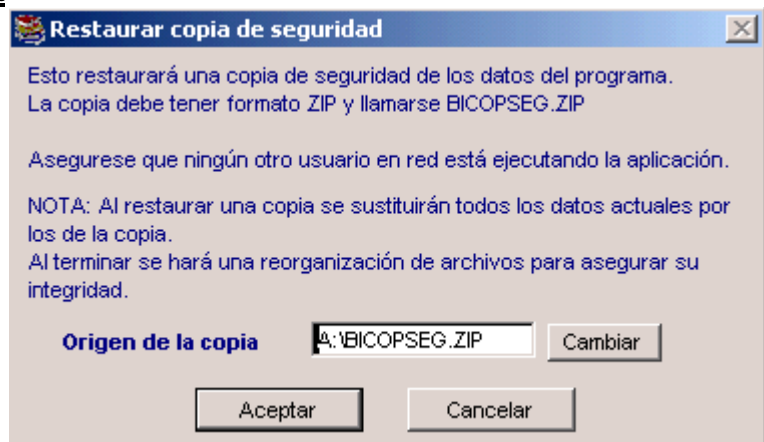 Restaurar copia de seguridad
Esto restaurará una copia de seguridad de los datos del programa.
La copia debe tener formato ZIP y llamarse BICOPSEG.ZIP
Asegurese que ningún otro usuario en red está ejecutando la aplicación.
NOTA: Al restaurar una copia se sustituirán todos los datos actuales por
los de la copia.
Al terminar se hará una reorganización de archivos para asegurar su
integridad.
Origen de la copia A:\BICOPSEG.ZIP Cambiar
Aceptar Cancelar